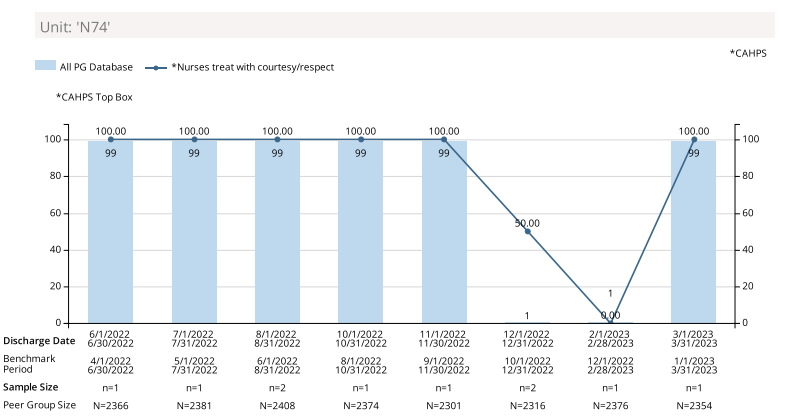 Unit: 'N74'
*CAHPS
All PG Database *Nurses treat with courtesy/respect
*CAHPS Top Box
100.00 100.00 100.00 100.00 100.00 100.00
100 100
99 99 99 99 99 99
80 80
60 60
50.00
40 40
20 20
1
1 0.00
0 0
6/1/2022 7/1/2022 8/1/2022 10/1/2022 11/1/2022 12/1/2022 2/1/2023 3/1/2023
Discharge Date 6/30/2022 7/31/2022 8/31/2022 10/31/2022 11/30/2022 12/31/2022 2/28/2023 3/31/2023
Benchmark 4/1/2022 5/1/2022 6/1/2022 8/1/2022 9/1/2022 10/1/2022 12/1/2022 1/1/2023
Period 6/30/2022 7/31/2022 8/31/2022 10/31/2022 11/30/2022 12/31/2022 2/28/2023 3/31/2023
Sample Size n=1 n=1 n=2 n=1 n=1 n=2 n=1 n=1
Peer Group Size N=2366 N=2381 N=2408 N=2374 N=2301 N=2316 N=2376 N=2354